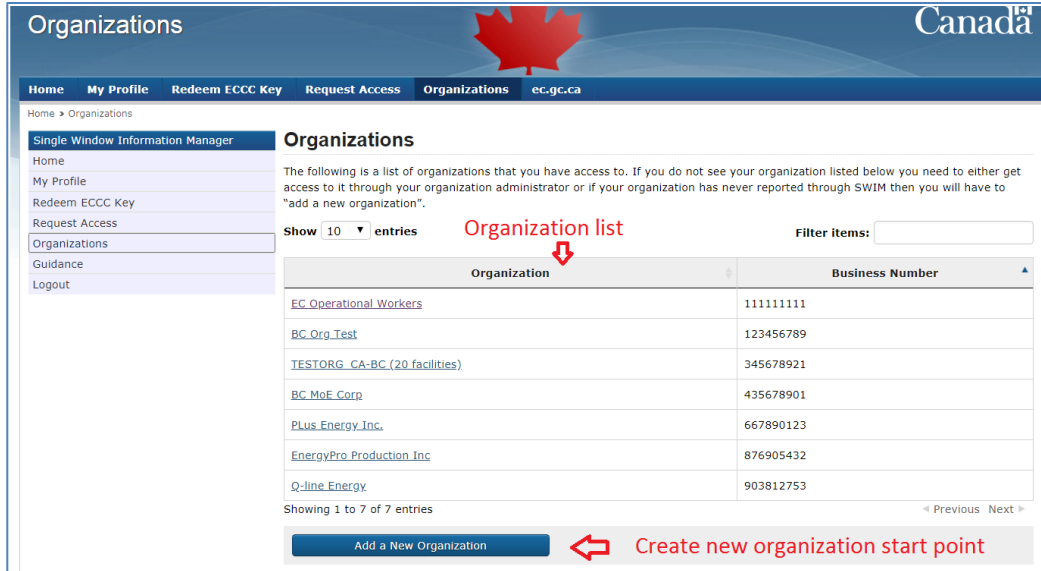 Organizations
Canada
Home My Profile Redeem ECCC Key Request Access Organizations ec.gc.ca
Home » Organizations
Single Window Information Manager
Home
My Profile
Redeem ECCC Key
Request Access
Organizations
Guidance
Logout
Organizations
The following is a list of organizations that you have access to. If you do not see your organization listed below you need to either get
access to it through your organization administrator or if your organization has never reported through SWIM then you will have to
"add a new organization".
Show 10 entries
Organization list
Filter items:
Organization Business Number
EC Operational Workers 111111111
BC Org Test 123456789
TESTORG_CA-BC (20 facilities) 345678921
BC MoE Corp 435678901
PLus Energy Inc. 667890123
EnergyPro Production Inc 876905432
Q-line Energy 903812753
Showing 1 to 7 of 7 entries
Previous Next
Add a New Organization
Create new organization start point